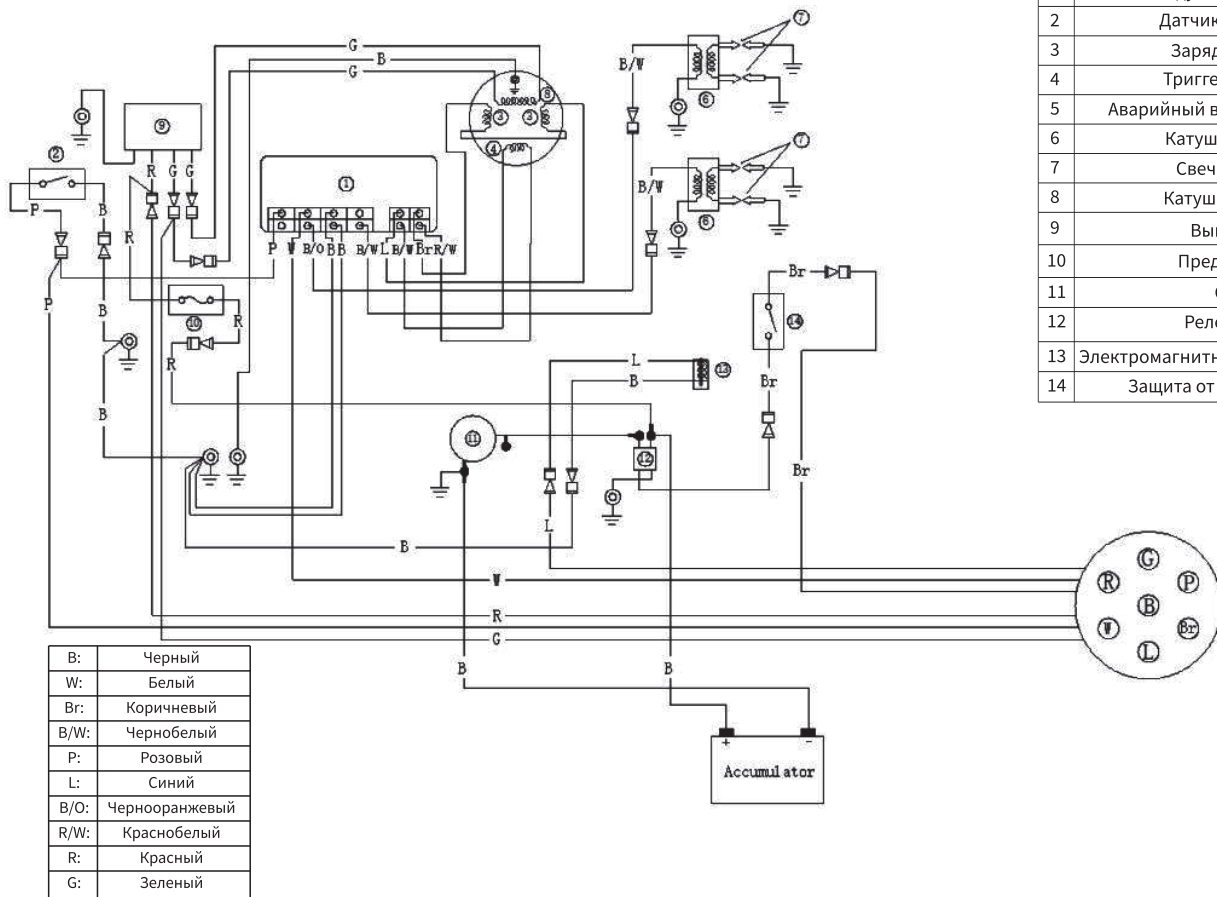 2 Датчик
3 Заряд
4 Тригге
5 Аварийный в
6 Катуш
7 Свеч
8 Катуш
9
10 Пред
11
12 Рел
13 Электромагнитн
14 Защита от
7
G
B
G
B/W
6
8
3 3
4
9
2
R G G
P B
1
7
B/W
6
R
P W B/O B B B/W L B/W Br R/W
P
B
10
R
R
Br
14
L
B
13
Br
B
11
12
Br
L
B
W
R
G
G
R P
B
W Br
L
B
B
+ -
Accumulator
B: Черный
W: Белый
Br: Коричневый
B/W: Чернобелый
P: Розовый
L: Синий
B/O: Чернооранжевый
R/W: Краснобелый
R: Красный
G: Зеленый